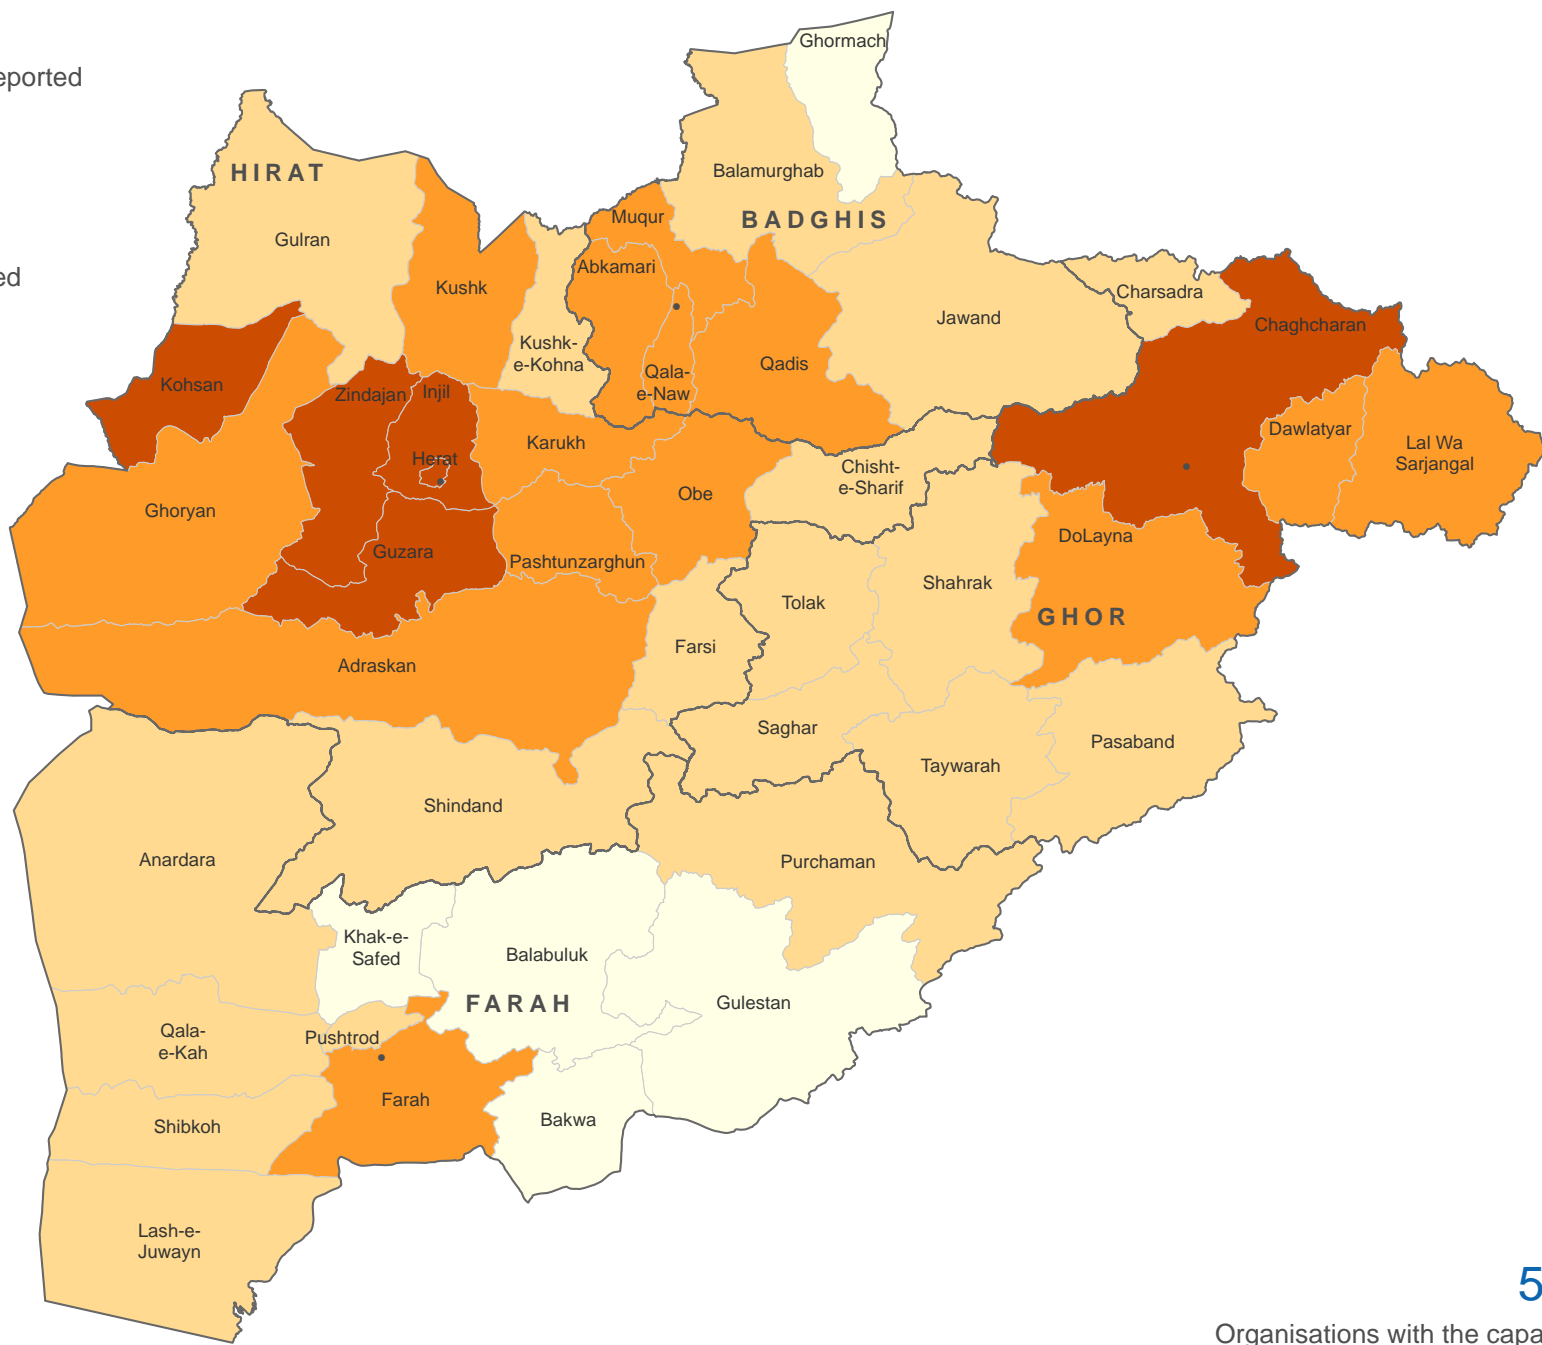 Ghormach
eported
HIRAT
Balamurghab
Muqur
BADGHIS
Gulran
Abkamari
ed
Kushk
Charsadra
Jawand
Chaghcharan
Kushk-
e-Kohna
Qadis
Kohsan
Zindajan
Injil
Qala-
e-Naw
Karukh
Dawlatyar
Lal Wa
Sarjangal
Herat
Chisht-
e-Sharif
Obe
Ghoryan
DoLayna
Guzara
Pashtunzarghun
Shahrak
Tolak
GHOR
Farsi
Adraskan
Saghar
Pasaband
Taywarah
Shindand
Anardara
Purchaman
Khak-e-
Safed
Balabuluk
FARAH
Gulestan
Qala-
e-Kah
Pushtrod
Farah
Shibkoh
Bakwa
Lash-e-
Juwayn
5
Organisations with the capa